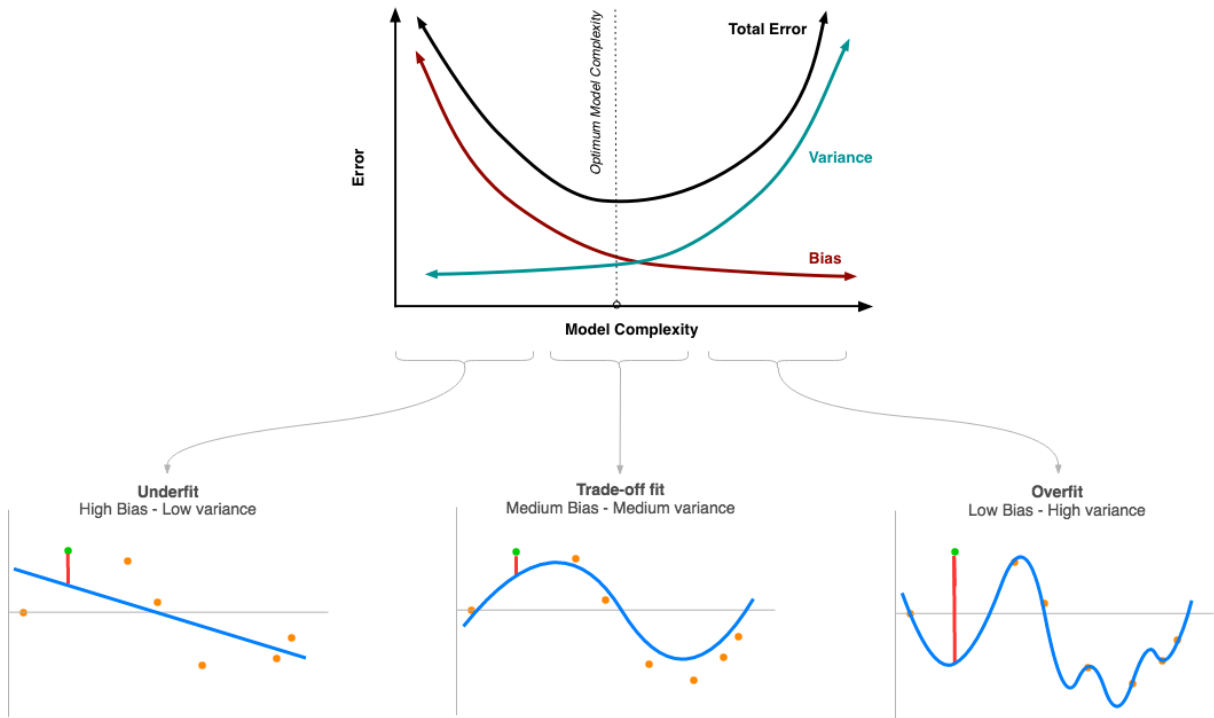 Total Error
Optimum Model Complexity
Variance
Error
Bias
Model Complexity
Underfit
High Bias - Low variance
Trade-off fit
Medium Bias - Medium variance
Overfit
Low Bias - High variance